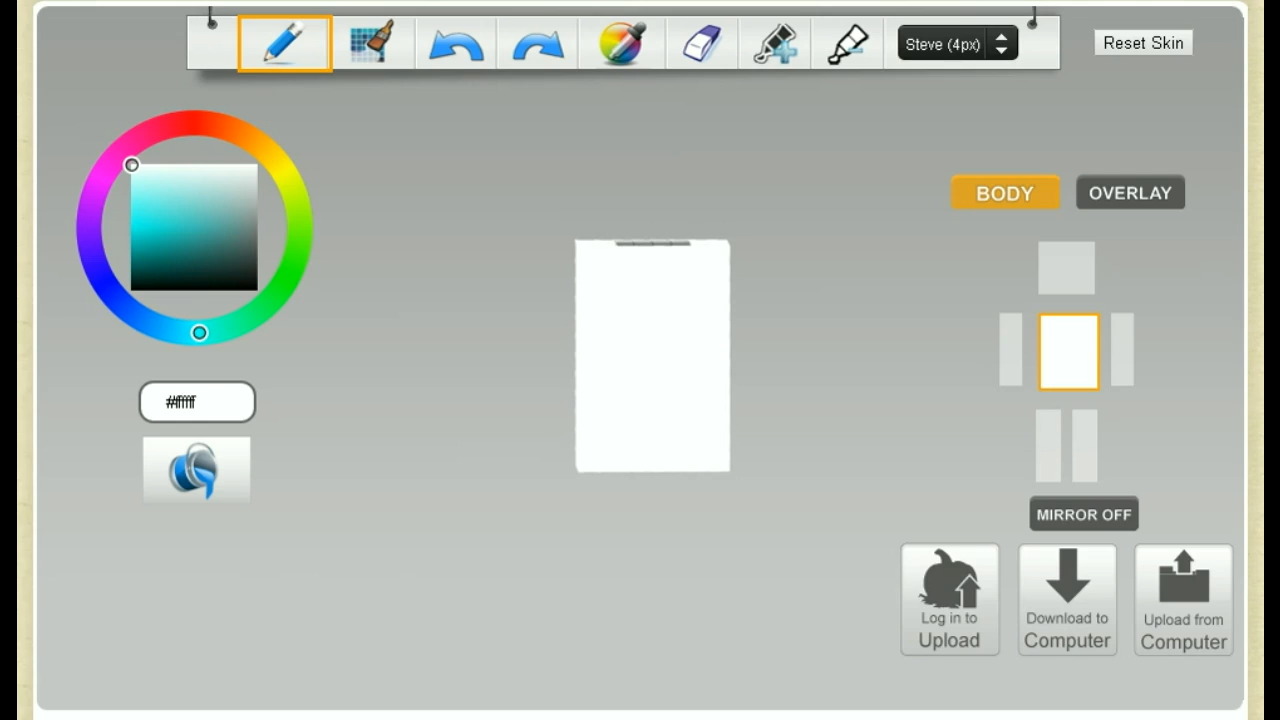 Steve (4px)
Reset Skin
BODY
OVERLAY
#ffffff
MIRROR OFF
Log in to
Upload
Download to
Computer
Upload from
Computer